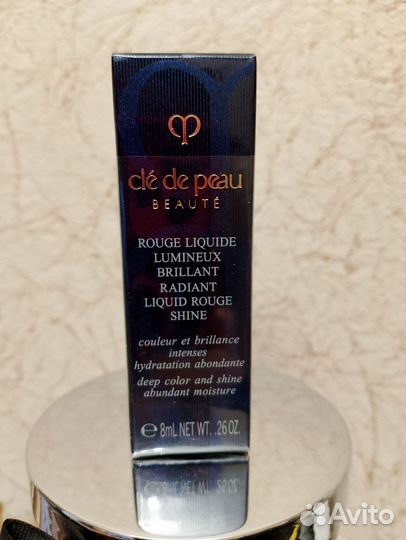 clé de peau
BEAUTÉ
ROUGE LIQUIDE
LUMINEUX
BRILLANT
RADIANT
LIQUID ROUGE
SHINE
couleur et brillance
intenses
hydratation abondante
deep color and shine
abundant moisture
℮ 8mL NET WT. .26 OZ.
Avito